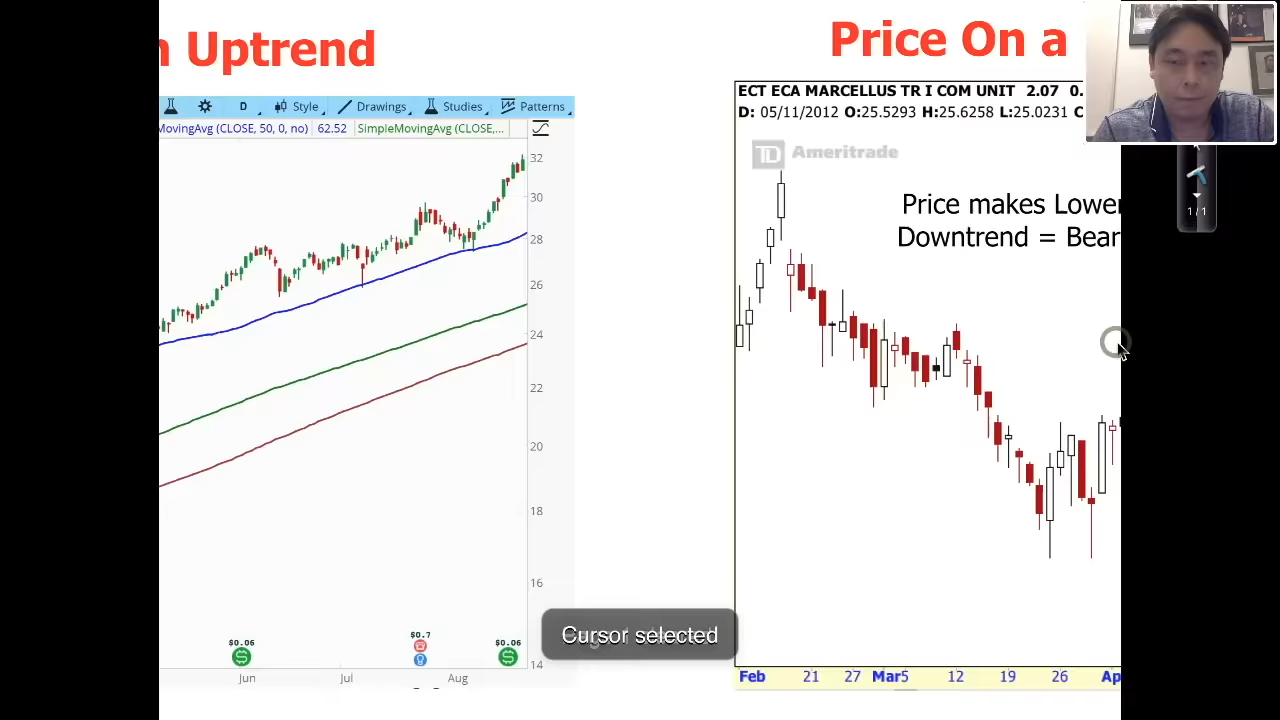 n Uptrend
Price On a
D
Style
Drawings
Studies
Patterns
MovingAvg (CLOSE, 50, 0, no)
62.52
SimpleMovingAvg (CLOSE,...
32
30
28
26
24
22
20
18
16
14
$0.06
$0.7
$0.06
Jun
Jul
Aug
ECT ECA MARCELLUS TR I COM UNIT 2.07 0.
D: 05/11/2012 O:25.5293 H:25.6258 L:25.0231 C
TD Ameritrade
Price makes Lower
Downtrend = Bear
Feb
21
27
Mar5
12
19
26
Ap
1/1
Cursor selected